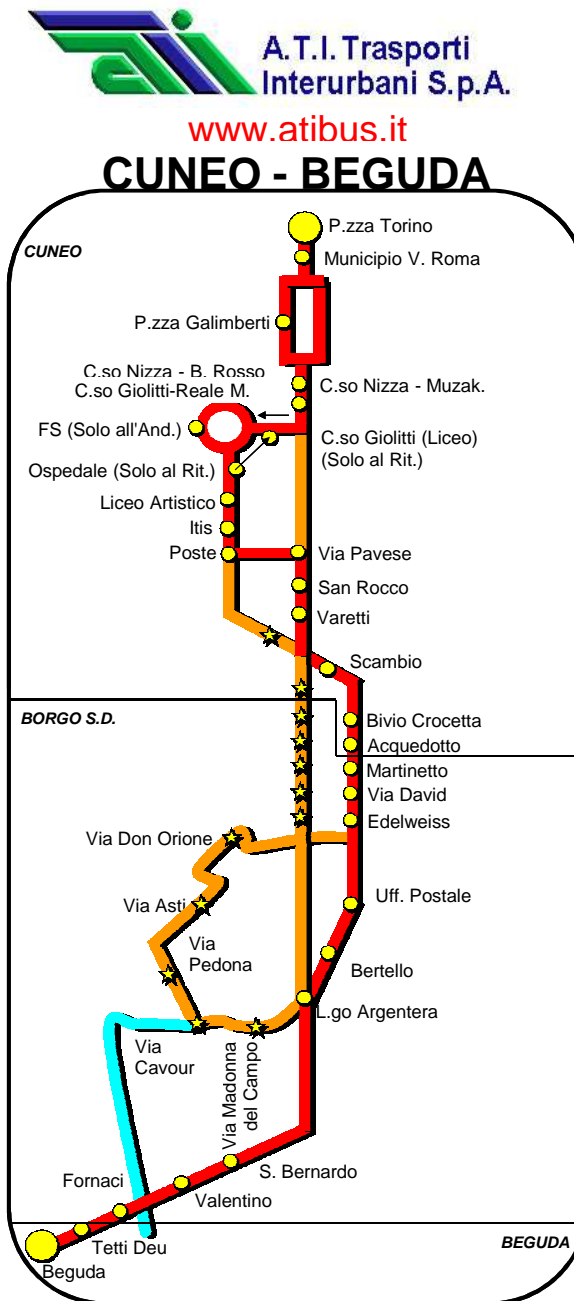 A.T.I. Trasporti
Interurbani S.p.A.
www.atibus.it
CUNEO - BEGUDA
P.zza Torino
CUNEO
Municipio V. Roma
P.zza Galimberti
C.so Nizza - B. Rosso
C.so Giolitti-Reale M.
C.so Nizza - Muzak.
FS (Solo all'And.)
C.so Giolitti (Liceo)
(Solo al Rit.)
Ospedale (Solo al Rit.)
Liceo Artistico
Itis
Poste
Via Pavese
San Rocco
Varetti
Scambio
BORGO S.D.
Bivio Crocetta
Acquedotto
Martinetto
Via David
Edelweiss
Via Don Orione
Uff. Postale
Via Asti
Via
Pedona
Bertello
L.go Argentera
Via
Cavour
Via Madonna
del Campo
S. Bernardo
Fornaci
Valentino
Tetti Deu
BEGUDA
Beguda